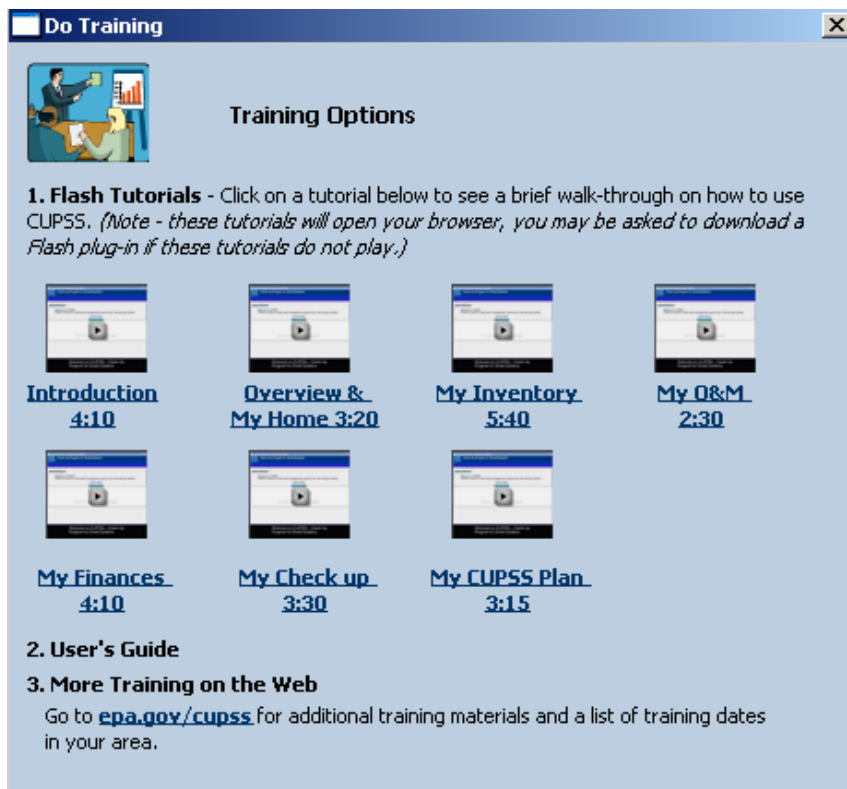 Do Training
Training Options
1. Flash Tutorials - Click on a tutorial below to see a brief walk-through on how to use
CUPSS. (Note - these tutorials will open your browser, you may be asked to download a
Flash plug-in if these tutorials do not play.)
Introduction
4:10
Overview &
My Home 3:20
My Inventory
5:40
My O&M
2:30
My Finances
4:10
My Check up
3:30
My CUPSS Plan
3:15
2. User's Guide
3. More Training on the Web
Go to epa.gov/cupss for additional training materials and a list of training dates
in your area.